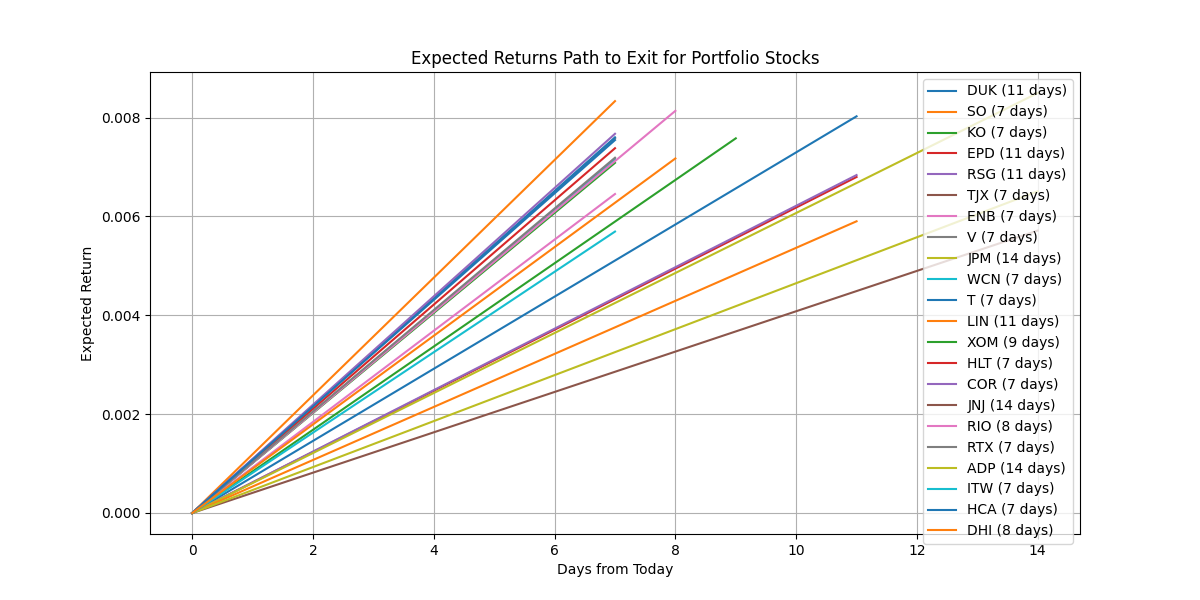 Expected Returns Path to Exit for Portfolio Stocks
Expected Return
0.008
0.006
0.004
0.002
0.000
0
2
4
6
8
10
12
14
Days from Today
DUK (11 days)
SO (7 days)
KO (7 days)
EPD (11 days)
RSG (11 days)
TJX (7 days)
ENB (7 days)
V (7 days)
JPM (14 days)
WCN (7 days)
T (7 days)
LIN (11 days)
XOM (9 days)
HLT (7 days)
COR (7 days)
JNJ (14 days)
RIO (8 days)
RTX (7 days)
ADP (14 days)
ITW (7 days)
HCA (7 days)
DHI (8 days)